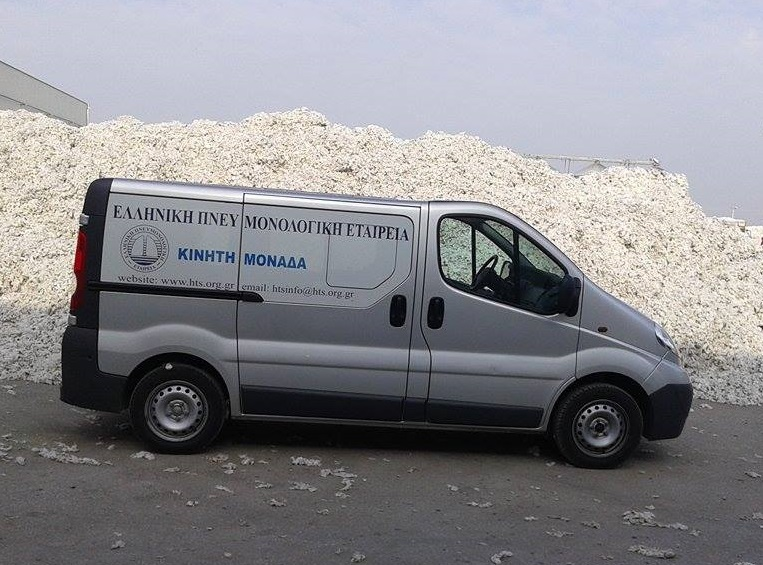 ΕΛΛΗΝΙΚΗ ΠΝΕΥΜΟΝΟΛΟΓΙΚΗ ΕΤΑΙΡΕΙΑ
ΚΙΝΗΤΗ ΜΟΝΑΔΑ
website: www.hts.org.gr email: htsinfo@hts.org.gr